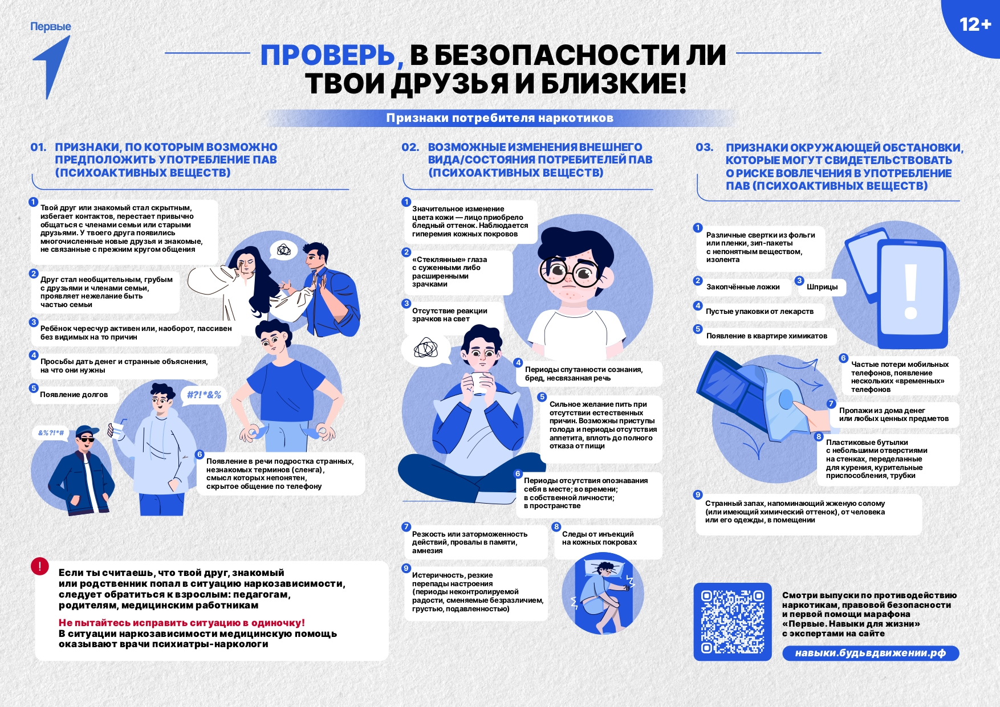 Первые
12+
ПРОВЕРЬ, В БЕЗОПАСНОСТИ ЛИ
ТВОИ ДРУЗЬЯ И БЛИЗКИЕ!
Признаки потребителя наркотиков
01. ПРИЗНАКИ, ПО КОТОРЫМ ВОЗМОЖНО
ПРЕДПОЛОЖИТЬ УПОТРЕБЛЕНИЕ ПАВ
(ПСИХОАКТИВНЫХ ВЕЩЕСТВ)
1
Твой друг или знакомый стал скрытным,
избегает контактов, перестает привычно
общаться с членами семьи или старыми
друзьями. У твоего друга появились
многочисленные новые друзья и знакомые,
не связанные с прежним кругом общения
2
Друг стал необщительным, грубым
с друзьями и членами семьи,
проявляет нежелание быть
частью семьи
3
Ребёнок чересчур активен или, наоборот, пассивен
без видимых на то причин
4
Просьбы дать денег и странные объяснения,
на что они нужны
5
Появление долгов
#?!*&%
&%?!*#
6
Появление в речи подростка странных,
незнакомых терминов (сленга),
смысл которых непонятен,
скрытое общение по телефону
!
Если ты считаешь, что твой друг, знакомый
или родственник попал в ситуацию наркозависимости,
следует обратиться к взрослым: педагогам,
родителям, медицинским работникам
Не пытайтесь исправить ситуацию в одиночку!
В ситуации наркозависимости медицинскую помощь
оказывают врачи психиатры-наркологи
02. ВОЗМОЖНЫЕ ИЗМЕНЕНИЯ ВНЕШНЕГО
ВИДА/СОСТОЯНИЯ ПОТРЕБИТЕЛЕЙ ПАВ
(ПСИХОАКТИВНЫХ ВЕЩЕСТВ)
1
Значительное изменение
цвета кожи — лицо приобрело
бледный оттенок. Наблюдается
гиперемия кожных покровов
2
«Стеклянные» глаза
с суженными либо
расширенными
зрачками
3
Отсутствие реакции
зрачков на свет
4
Периоды спутанности сознания,
бред, несвязанная речь
5
Сильное желание пить при
отсутствии естественных
причин. Возможны приступы
голода и периоды отсутствия
аппетита, вплоть до полного
отказа от пищи
6
Периоды отсутствия опознавания
себя в месте; во времени;
в собственной личности;
в пространстве
7
Резкость или заторможенность
действий, провалы в памяти,
амнезия
8
Следы от инъекций
на кожных покровах
9
Истеричность, резкие
перепады настроения
(периоды неконтролируемой
радости, сменяемые безразличием,
грустью, подавленностью)
03. ПРИЗНАКИ ОКРУЖАЮЩЕЙ ОБСТАНОВКИ,
КОТОРЫЕ МОГУТ СВИДЕТЕЛЬСТВОВАТЬ
О РИСКЕ ВОВЛЕЧЕНИЯ В УПОТРЕБЛЕНИЕ
ПАВ (ПСИХОАКТИВНЫХ ВЕЩЕСТВ)
1
Различные свертки из фольги
или пленки, зип-пакеты
с непонятным веществом,
изолента
2
Закопчённые ложки
3
Шприцы
4
Пустые упаковки от лекарств
5
Появление в квартире химикатов
!
6
Частые потери мобильных
телефонов, появление
нескольких «временных»
телефонов
7
Пропажи из дома денег
или любых ценных предметов
8
Пластиковые бутылки
с небольшими отверстиями
на стенках, переделанные
для курения, курительные
приспособления, трубки
9
Странный запах, напоминающий жженую солому
(или имеющий химический оттенок), от человека
или его одежды, в помещении
Смотри выпуски по противодействию
наркотикам, правовой безопасности
и первой помощи марафона
«Первые. Навыки для жизни»
с экспертами на сайте
навыки.будьвдвижении.рф